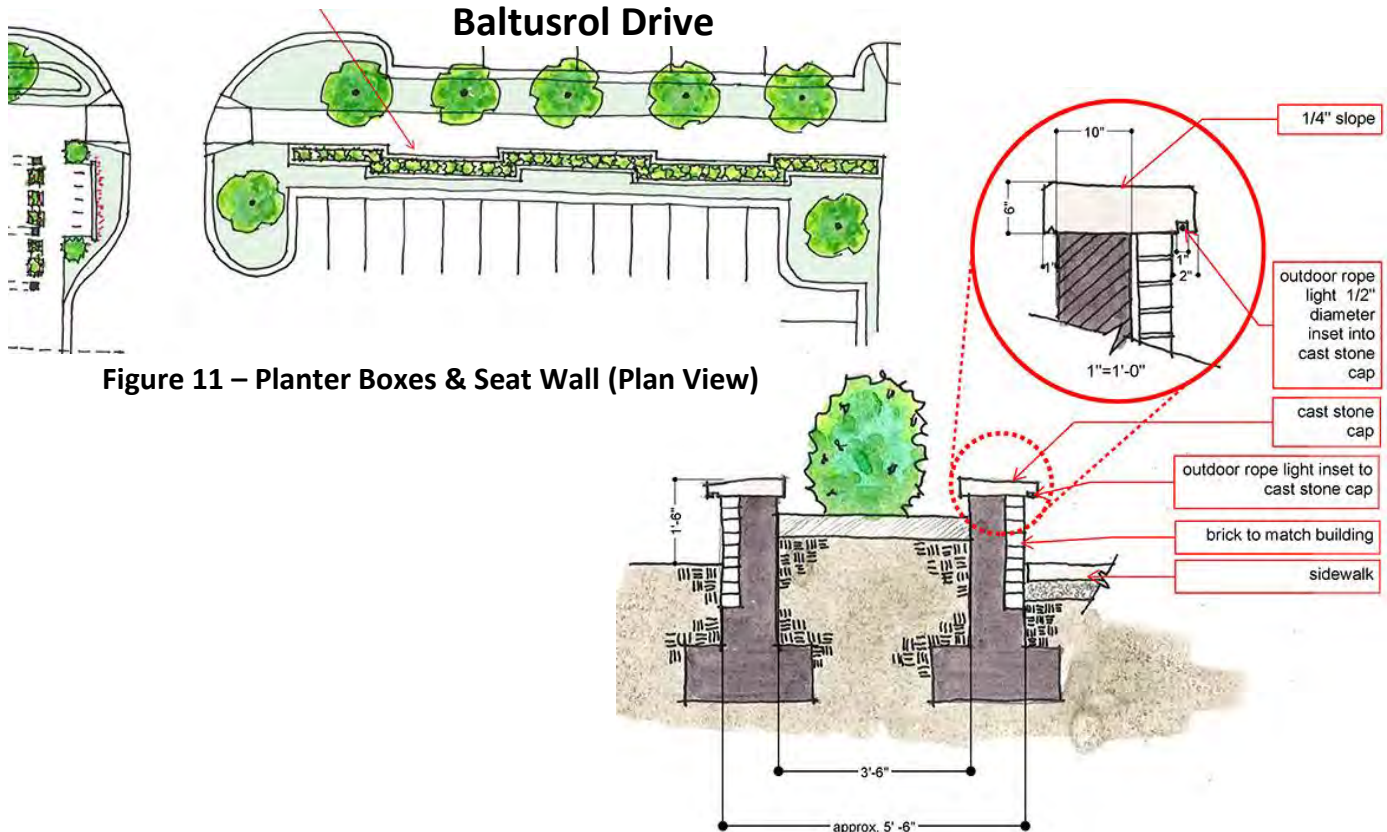 Baltusrol Drive
Figure 11 – Planter Boxes & Seat Wall (Plan View)
10"
6"
1"
1"
2"
1"=1'-0"
1/4" slope
outdoor rope
light 1/2"
diameter
inset into
cast stone
cap
cast stone
cap
outdoor rope light inset to
cast stone cap
brick to match building
sidewalk
1'-6"
3'-6"
approx. 5' -6"